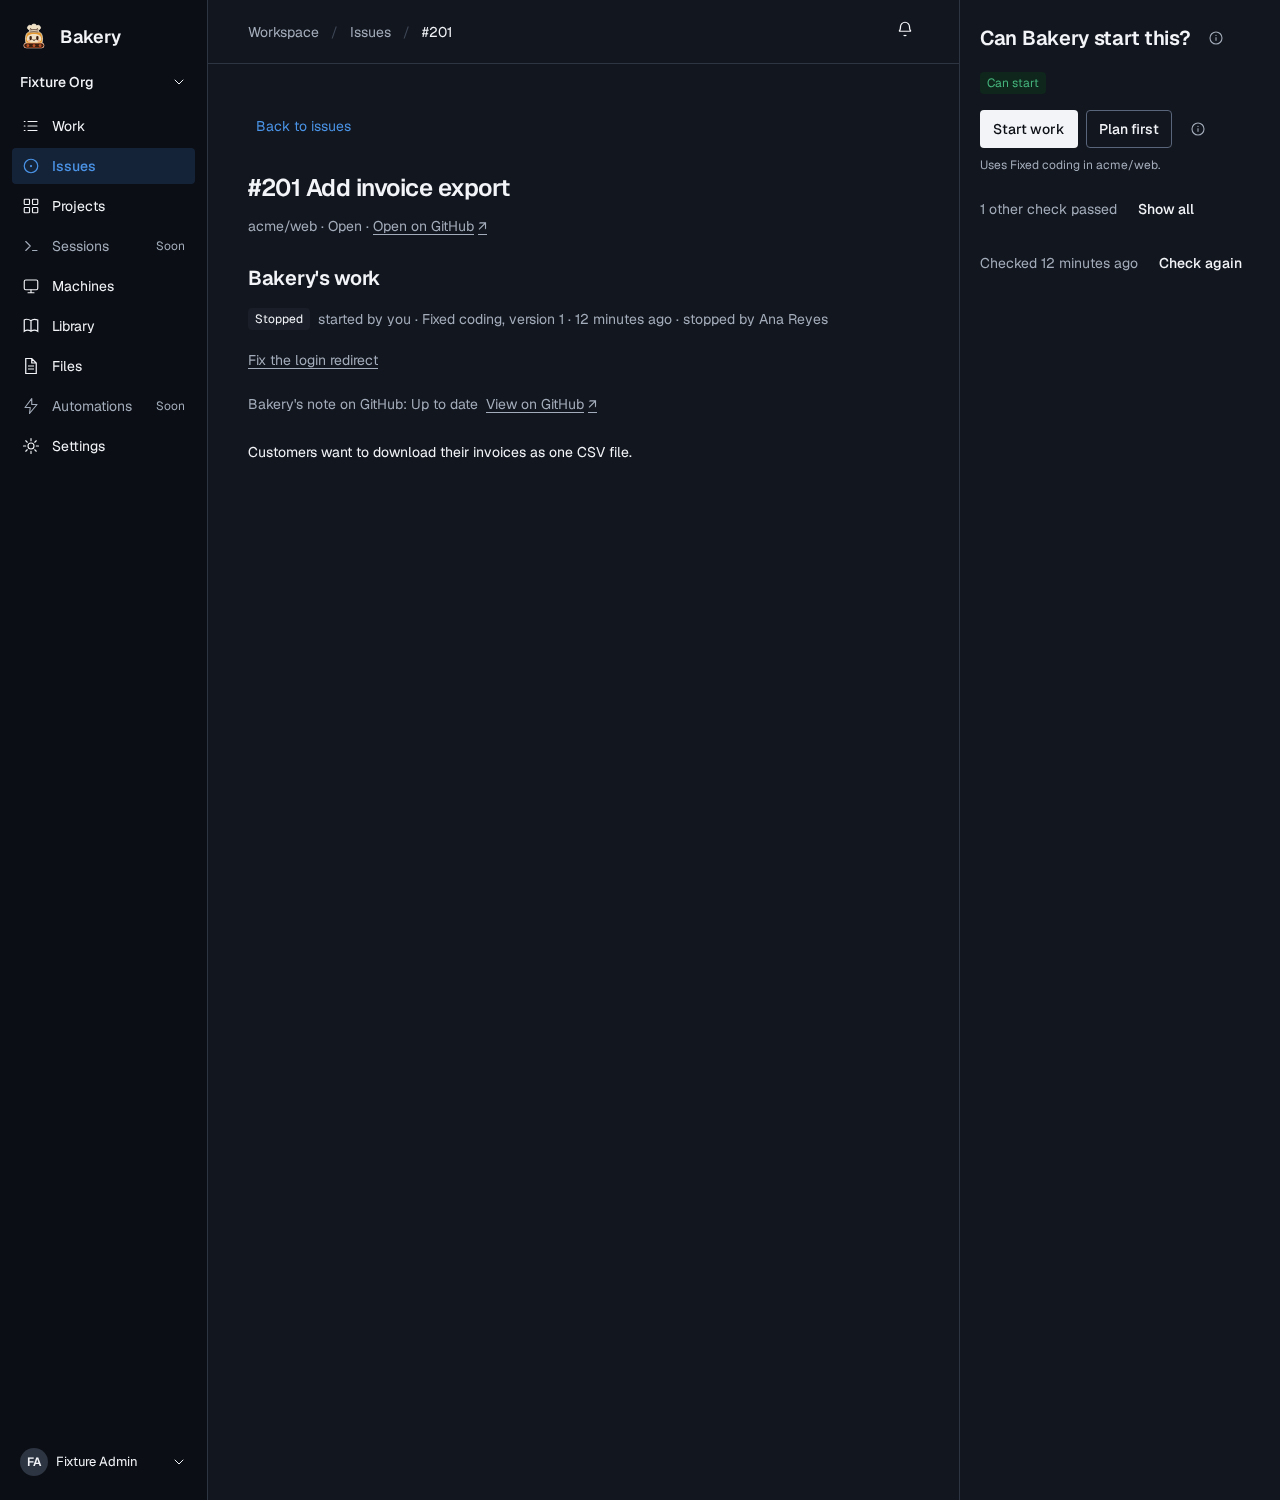 Bakery
Fixture Org
Work
Issues
Projects
Sessions Soon
Machines
Library
Files
Automations Soon
Settings
FA Fixture Admin
Workspace / Issues / #201
Back to issues
#201 Add invoice export
acme/web · Open · Open on GitHub ↗
Bakery's work
Stopped started by you · Fixed coding, version 1 · 12 minutes ago · stopped by Ana Reyes
Fix the login redirect
Bakery's note on GitHub: Up to date View on GitHub ↗
Customers want to download their invoices as one CSV file.
Can Bakery start this?
Can start
Start work Plan first
Uses Fixed coding in acme/web.
1 other check passed Show all
Checked 12 minutes ago Check again